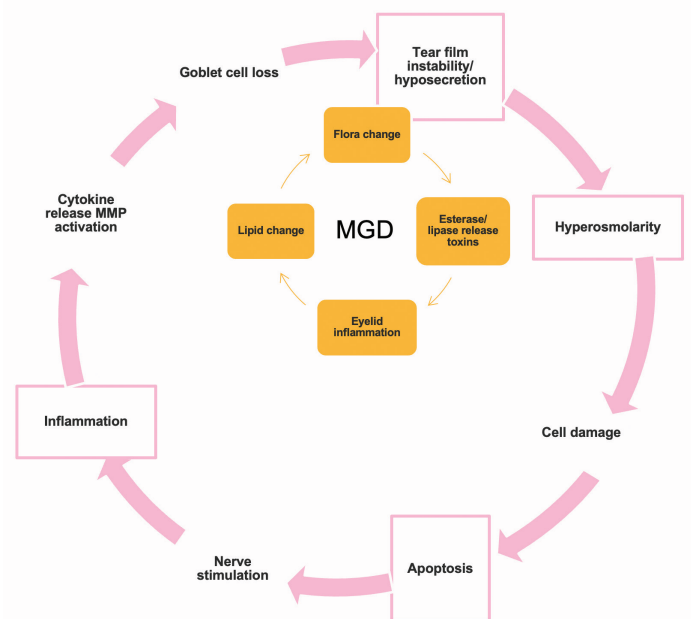 Goblet cell loss
Tear film
instability/
hyposecretion
Hyperosmolarity
Cell damage
Apoptosis
Nerve
stimulation
Inflammation
Cytokine
release MMP
activation
Flora change
Esterase/
lipase release
toxins
Eyelid
inflammation
Lipid change
MGD